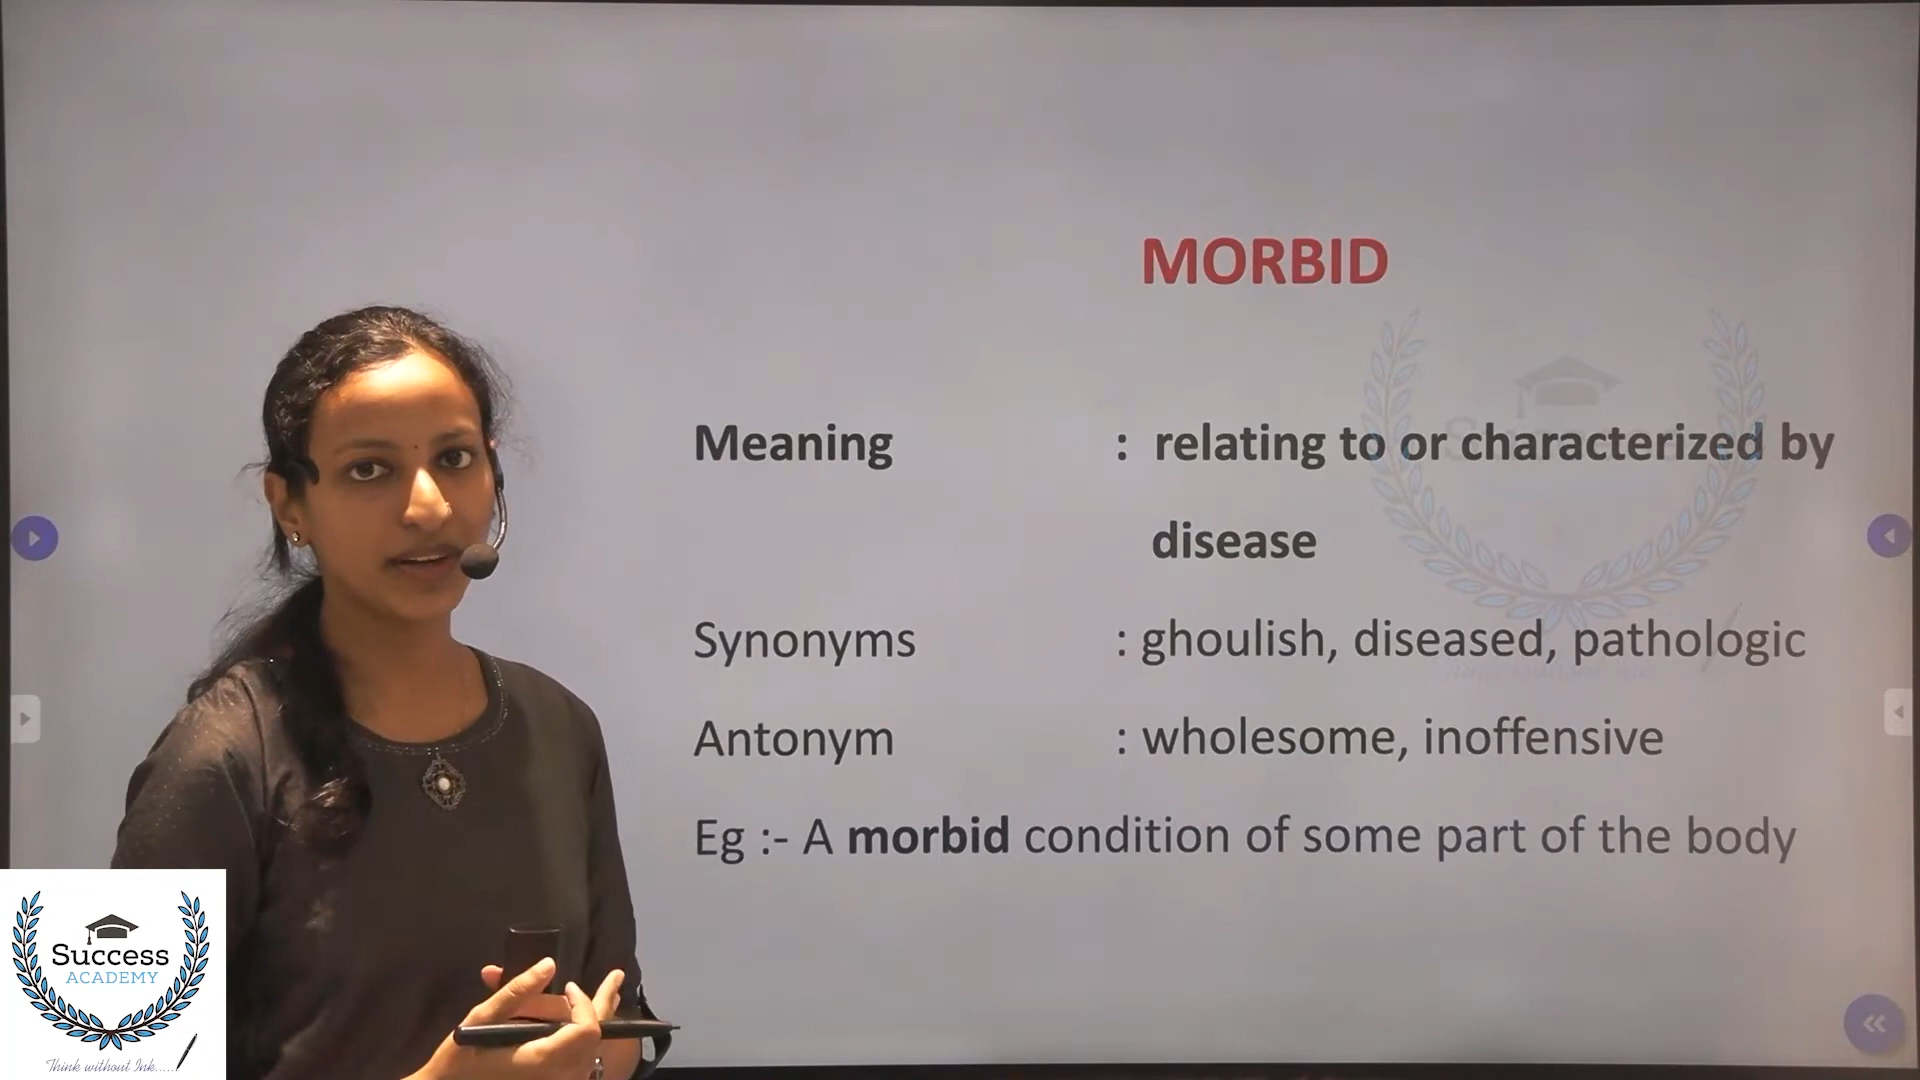 MORBID
Meaning : relating to or characterized by
disease
Synonyms : ghoulish, diseased, pathologic
Antonym : wholesome, inoffensive
Eg :- A morbid condition of some part of the body
Success
ACADEMY
Think without Ink.....